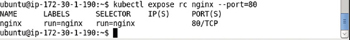 ubuntu@ip-172-30-1-190:~$ kubectl expose rc nginx --port=80
NAME LABELS SELECTOR IP(S) PORT(S)
nginx run=nginx run=nginx 80/TCP
ubuntu@ip-172-30-1-190:~$